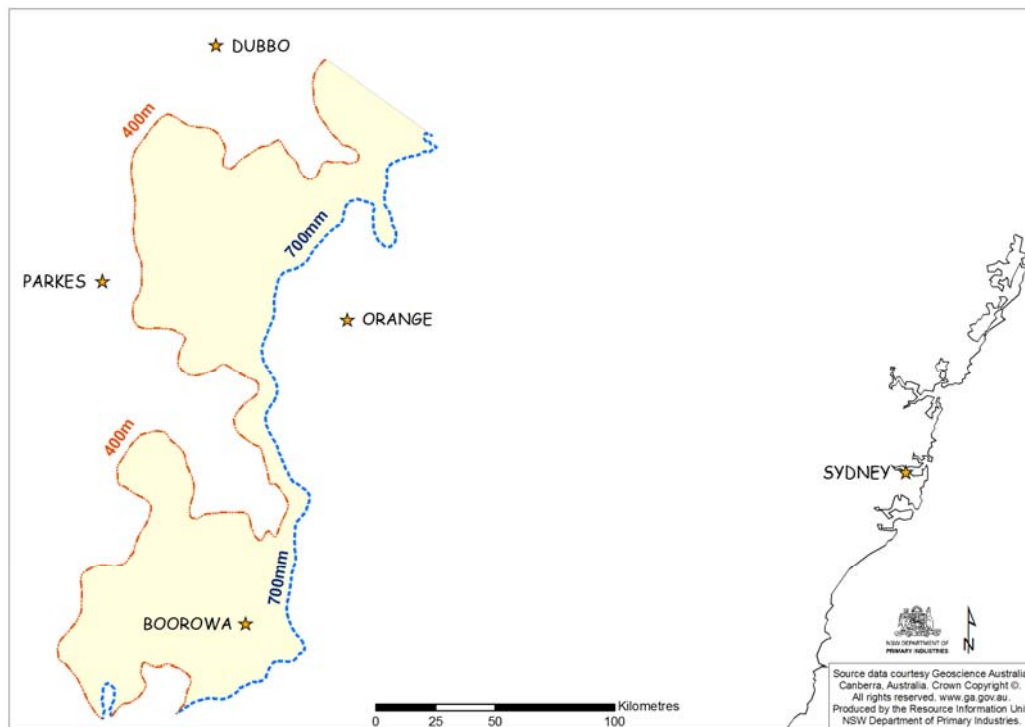 DUBBO
400m
700mm
PARKES
ORANGE
400m
SYDNEY
700mm
BOOROWA
NSW DEPARTMENT OF
PRIMARY INDUSTRIES
N
Kilometres
0 25 50 100
Source data courtesy Geoscience Australia
Canberra, Australia. Crown Copyright ©.
All rights reserved. www.ga.gov.au.
Produced by the Resource Information Uni
NSW Department of Primary Industries.